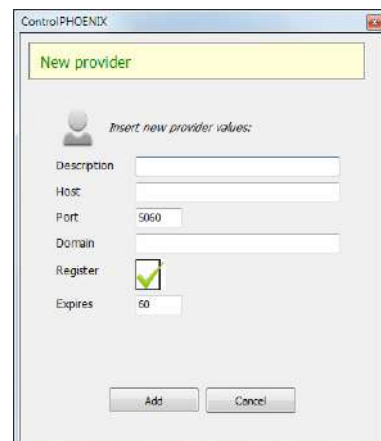 ControlPHOENIX
New provider
Insert new provider values:
Description
Host
Port 5060
Domain
Register
Expires 60
Add Cancel